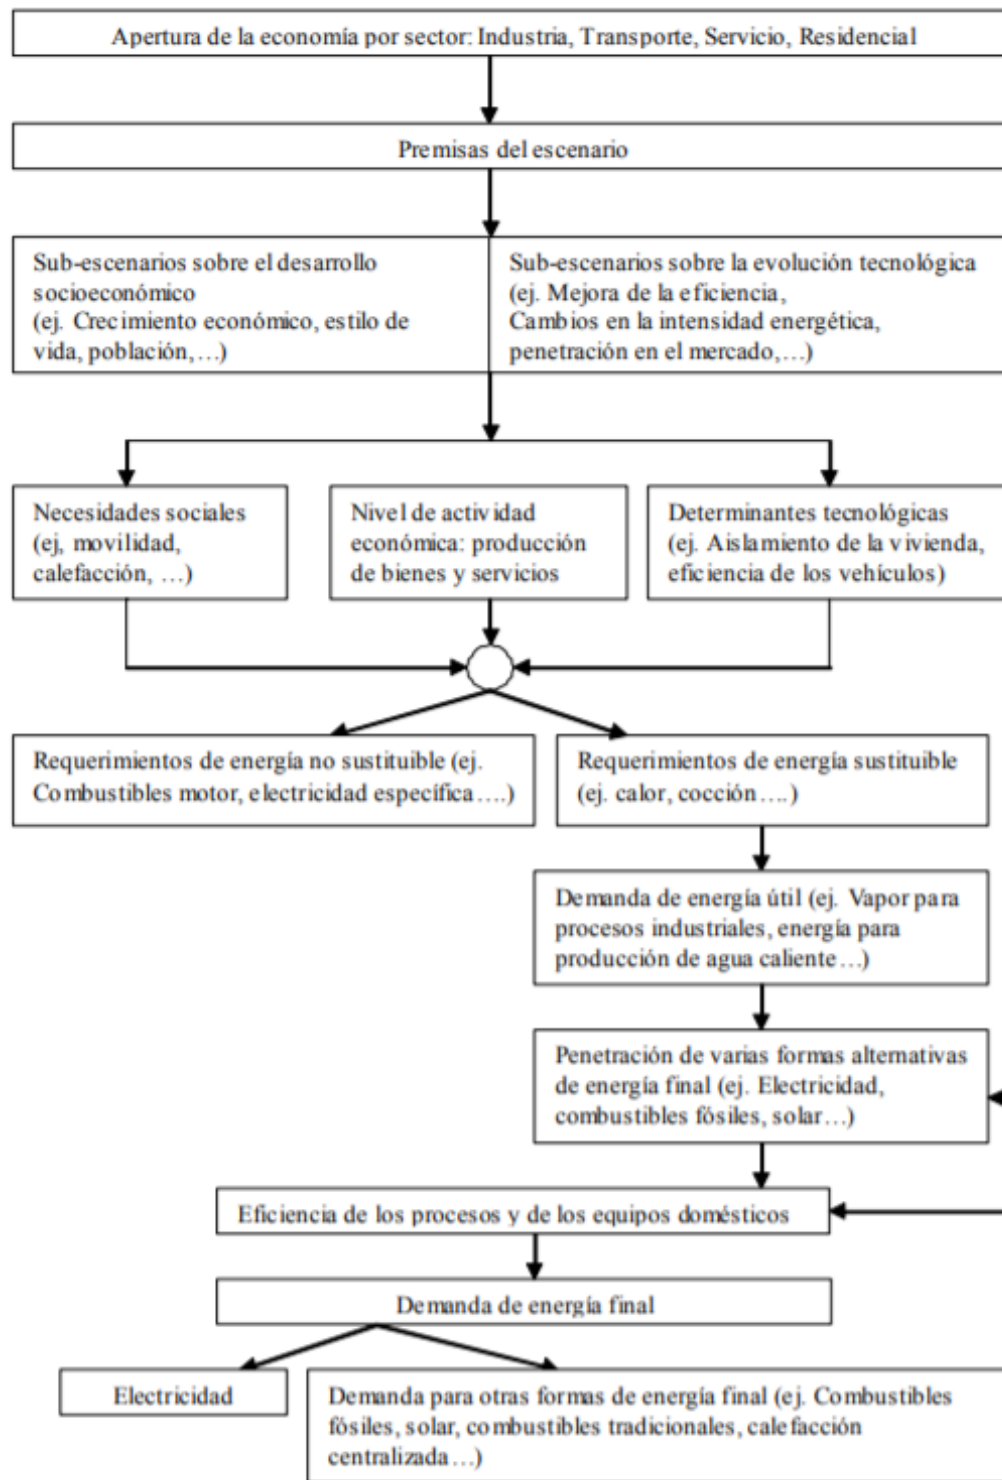 Apertura de la economía por sector: Industria, Transporte, Servicio, Residencial
Premisas del escenario
Sub-escenarios sobre el desarrollo
socioeconómico
(ej. Crecimiento económico, estilo de
vida, población,…)
Sub-escenarios sobre la evolución tecnológica
(ej. Mejora de la eficiencia,
Cambios en la intensidad energética,
penetración en el mercado,…)
Necesidades sociales
(ej, movilidad,
calefacción, …)
Nivel de actividad
económica: producción
de bienes y servicios
Determinantes tecnológicas
(ej. Aislamiento de la vivienda,
eficiencia de los vehículos)
Requerimientos de energía no sustituible (ej.
Combustibles motor, electricidad específica….)
Requerimientos de energía sustituible
(ej. calor, cocción….)
Demanda de energía útil (ej. Vapor para
procesos industriales, energía para
producción de agua caliente…)
Penetración de varias formas alternativas
de energía final (ej. Electricidad,
combustibles fósiles, solar…)
Eficiencia de los procesos y de los equipos domésticos
Demanda de energía final
Electricidad
Demanda para otras formas de energía final (ej. Combustibles
fósiles, solar, combustibles tradicionales, calefacción
centralizada…)